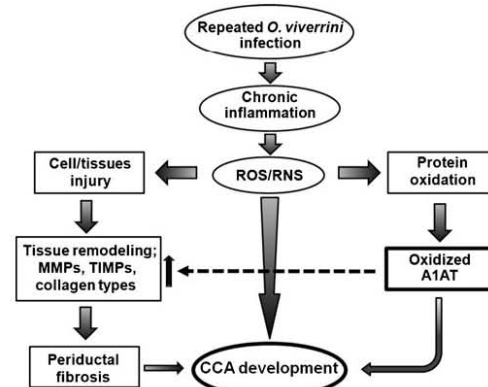 Repeated O. viverrini
infection
Chronic
inflammation
Cell/tissues
injury
ROS/RNS
Protein
oxidation
Tissue remodeling;
MMPs, TIMPs,
collagen types
Oxidized
A1AT
Periductal
fibrosis
CCA development